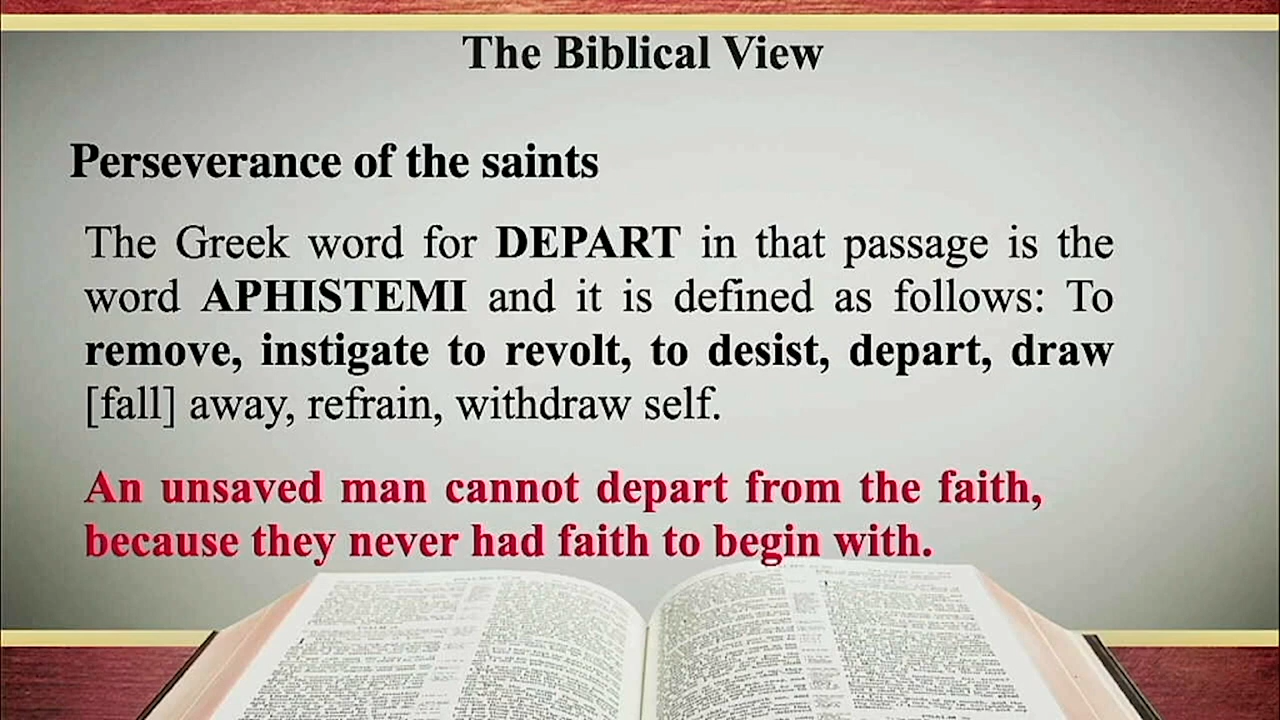 The Biblical View
Perseverance of the saints
The Greek word for DEPART in that passage is the
word APHISTEMI and it is defined as follows: To
remove, instigate to revolt, to desist, depart, draw
[fall] away, refrain, withdraw self.
An unsaved man cannot depart from the faith,
because they never had faith to begin with.